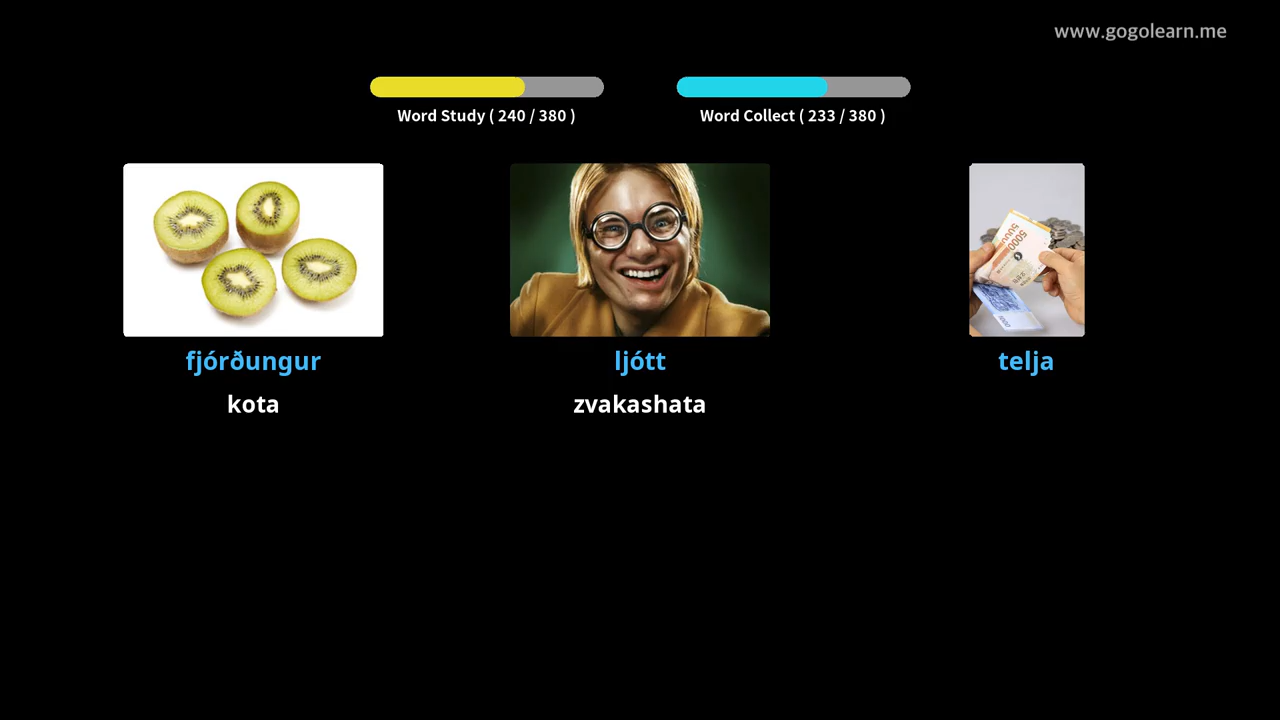 www.gogolearn.me
Word Study ( 240 / 380 )
Word Collect ( 233 / 380 )
fjórðungur
ljótt
telja
kota
zvakashata